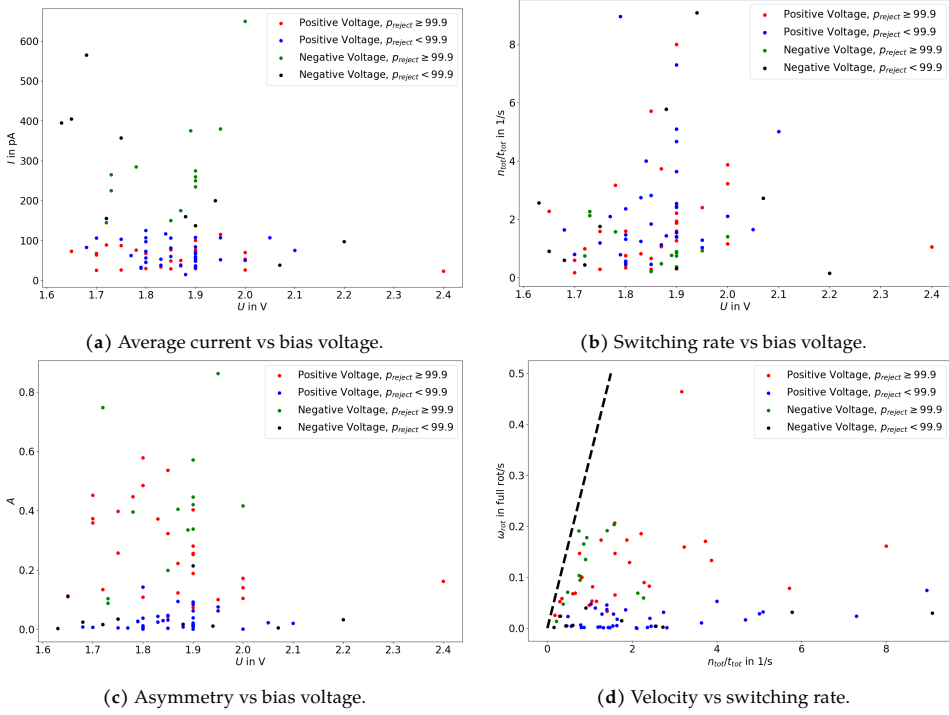 600
500
400
300
200
100
0
I in pA
1.6 1.7 1.8 1.9 2.0 2.1 2.2 2.3 2.4
U in V
Positive Voltage, p_reject ≥ 99.9
Positive Voltage, p_reject < 99.9
Negative Voltage, p_reject ≥ 99.9
Negative Voltage, p_reject < 99.9
(a) Average current vs bias voltage.
8
6
4
2
0
n_tot/t_tot in 1/s
1.6 1.7 1.8 1.9 2.0 2.1 2.2 2.3 2.4
U in V
Positive Voltage, p_reject ≥ 99.9
Positive Voltage, p_reject < 99.9
Negative Voltage, p_reject ≥ 99.9
Negative Voltage, p_reject < 99.9
(b) Switching rate vs bias voltage.
0.8
0.6
0.4
0.2
0.0
A
1.6 1.7 1.8 1.9 2.0 2.1 2.2 2.3 2.4
U in V
Positive Voltage, p_reject ≥ 99.9
Positive Voltage, p_reject < 99.9
Negative Voltage, p_reject ≥ 99.9
Negative Voltage, p_reject < 99.9
(c) Asymmetry vs bias voltage.
0.5
0.4
0.3
0.2
0.1
0.0
ω_rot in full rot/s
0 2 4 6 8
n_tot/t_tot in 1/s
Positive Voltage, p_reject ≥ 99.9
Positive Voltage, p_reject < 99.9
Negative Voltage, p_reject ≥ 99.9
Negative Voltage, p_reject < 99.9
(d) Velocity vs switching rate.